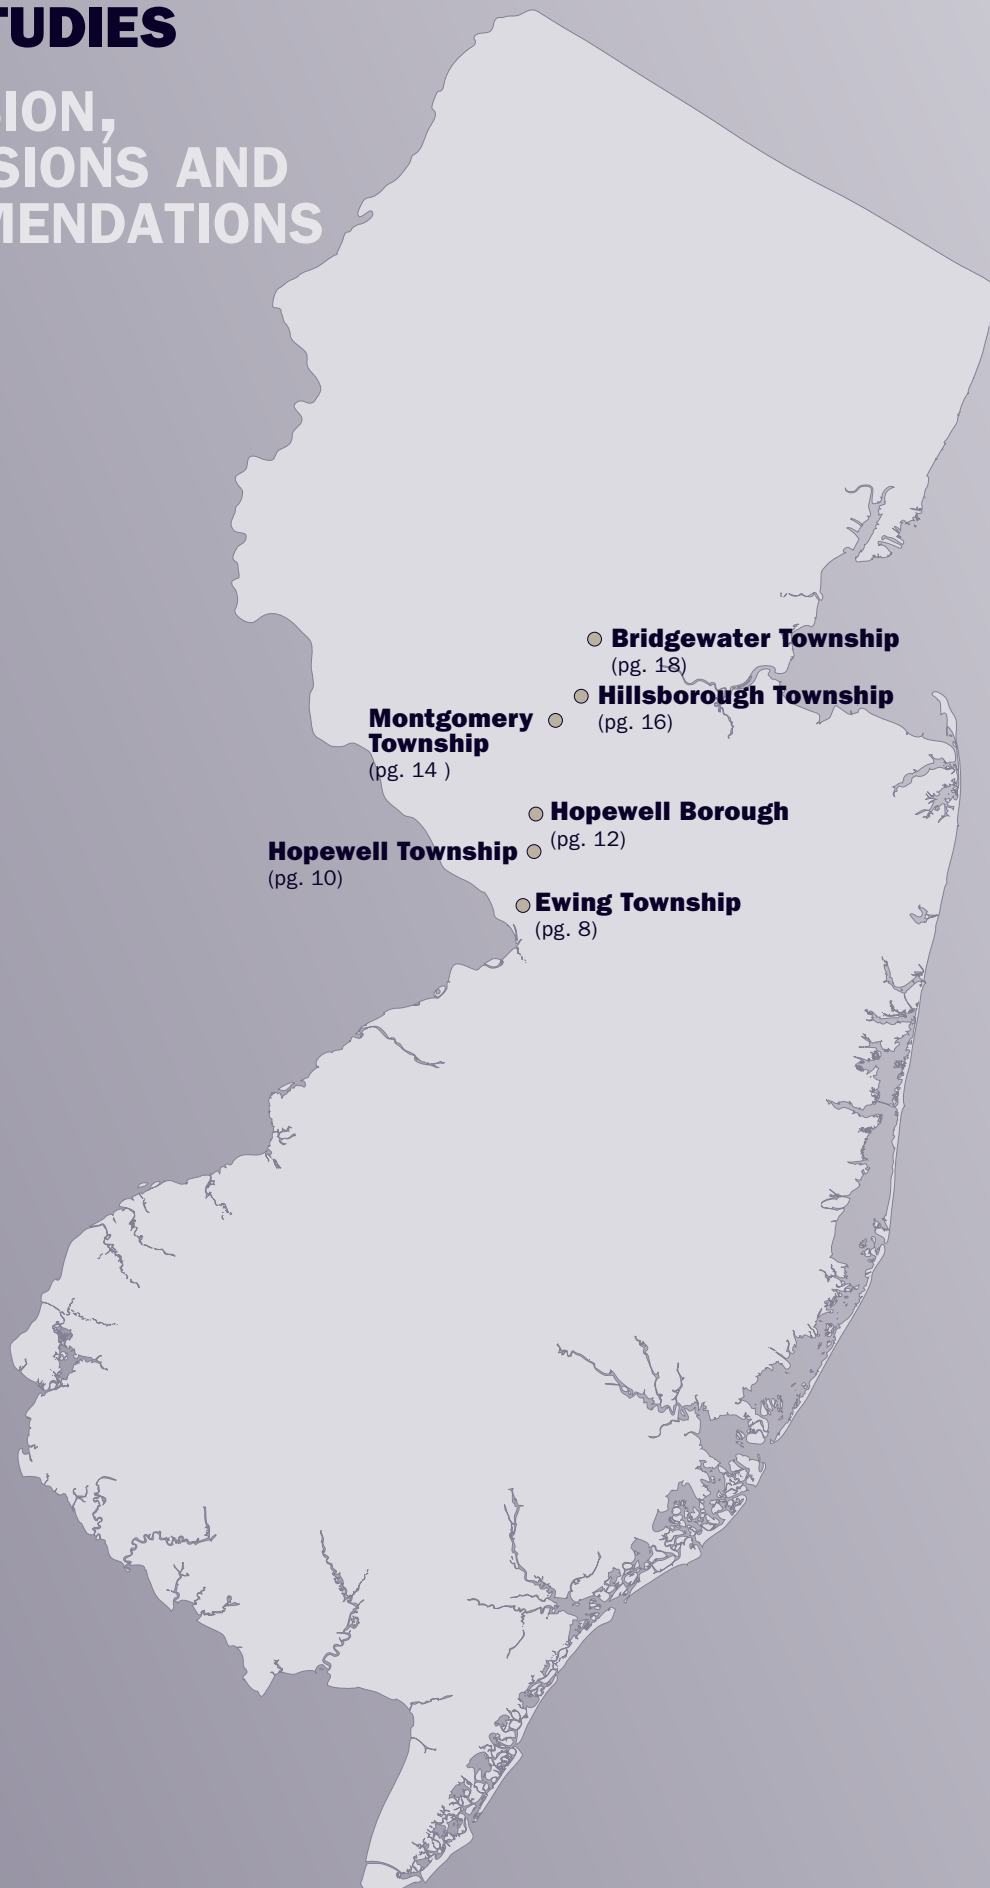 TUDIES
ION,
SIONS AND
MENDATIONS
Bridgewater Township
(pg. 18)
Hillsborough Township
(pg. 16)
Montgomery
Township
(pg. 14 )
Hopewell Borough
(pg. 12)
Hopewell Township
(pg. 10)
Ewing Township
(pg. 8)